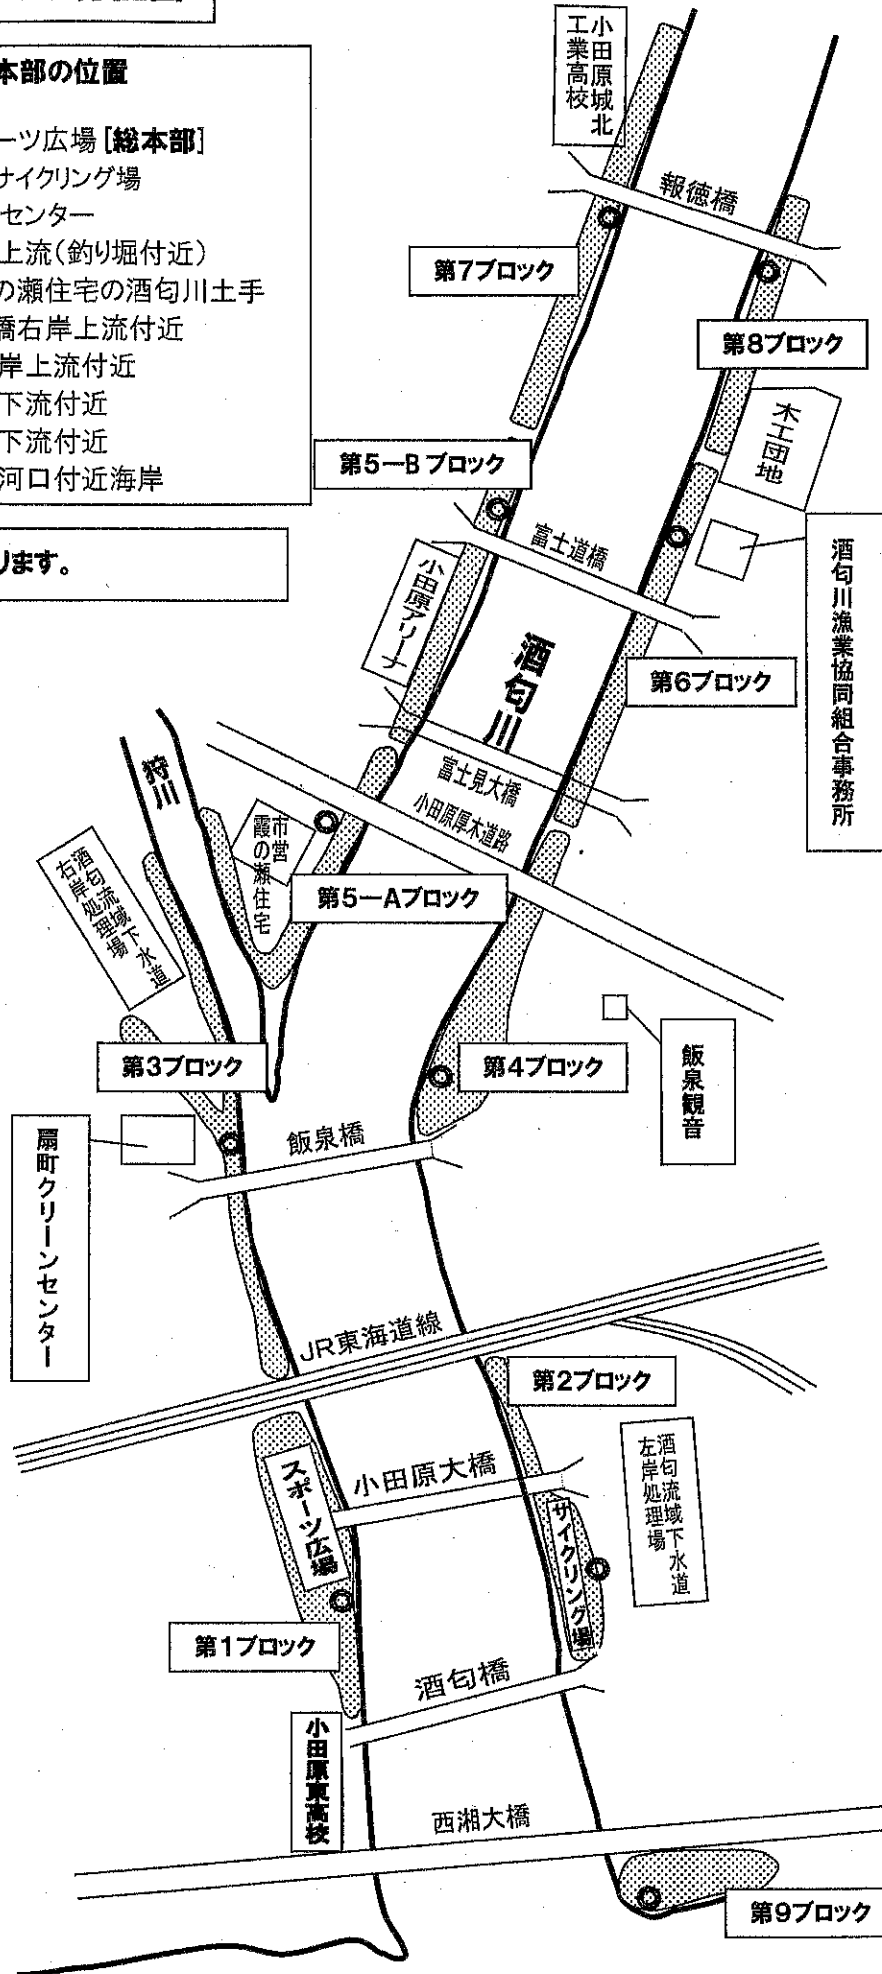 本部の位置
ーツ広場[総本部]
サイクリング場
センター
上流(釣り堀付近)
の瀬住宅の酒匂川土手
橋右岸上流付近
岸上流付近
下流付近
下流付近
河口付近海岸
ります。
小田原城北
工業高校
報徳橋
第7ブロック
第8ブロック
木工団地
第5ーBブロック
富士道橋
小田原アリーナ
酒匂川漁業協同組合事務所
酒匂川
第6ブロック
狩川
富士見大橋
小田原厚木道路
市営
霞の瀬住宅
酒匂流域下水道
右岸処理場
第5ーAブロック
第3ブロック
第4ブロック
飯泉観音
飯泉橋
扇町クリーンセンター
JR東海道線
第2ブロック
小田原大橋
スポーツ広場
サイクリング場
酒匂流域下水道
左岸処理場
第1ブロック
酒匂橋
小田原東高校
西湘大橋
第9ブロック